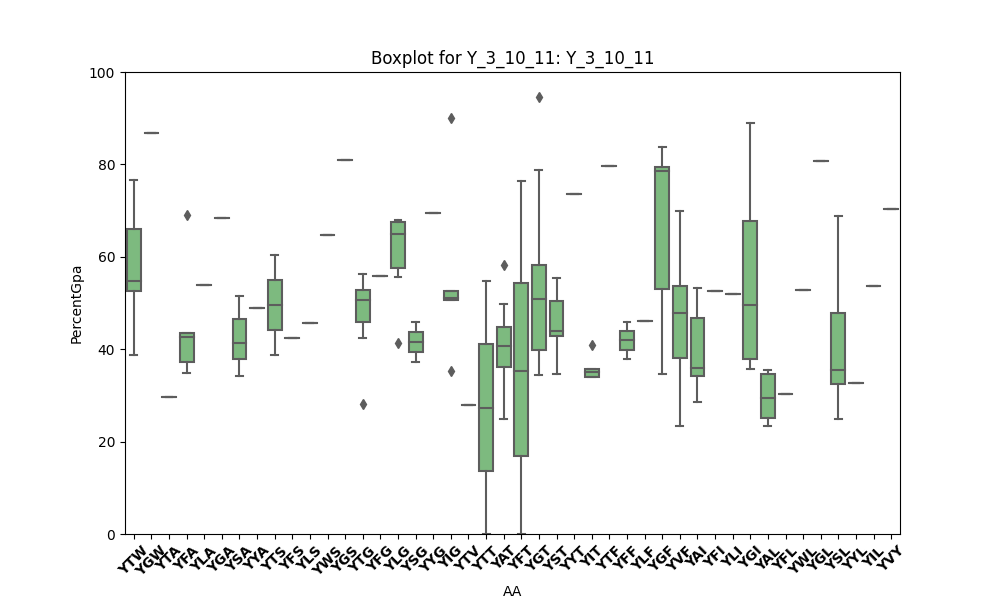 Boxplot for Y_3_10_11: Y_3_10_11
PercentGpa
100
80
60
40
20
0
YTW
YGW
YTA
YFA
YLA
YGA
YSA
YYA
YTS
YFS
YLS
YWS
YGS
YTG
YFG
YLG
YSG
YYG
YIG
YTV
YTT
YAT
YFT
YGT
YST
YYT
YIT
YTF
YFF
YLF
YGF
YVF
YAI
YFI
YLI
YGI
YAL
YFL
YWL
YGL
YSL
YYL
YIL
YVY
AA